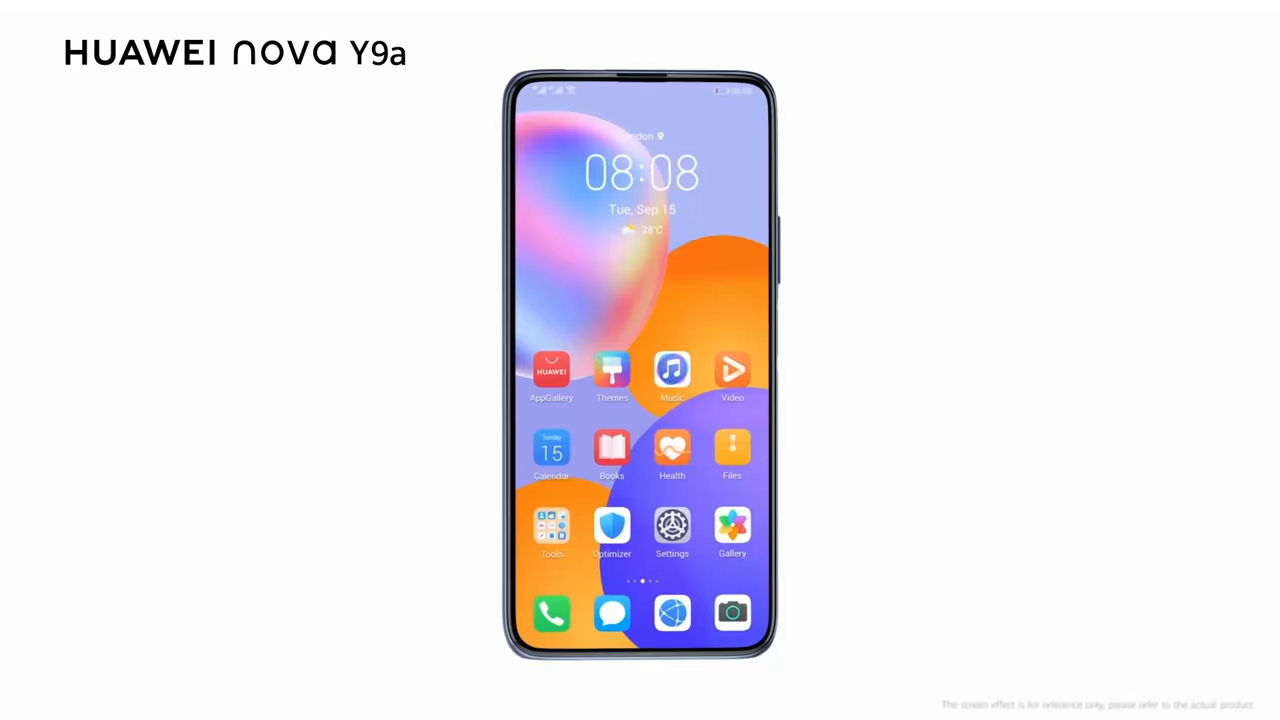 HUAWEI nova Y9a
08:08
Tue, Sep 15
28°C
HUAWEI
AppGallery Themes Music Video
Tuesday
15
Calendar Books Health Files
Tools Optimizer Settings Gallery
The screen effect is for reference only, please refer to the actual product